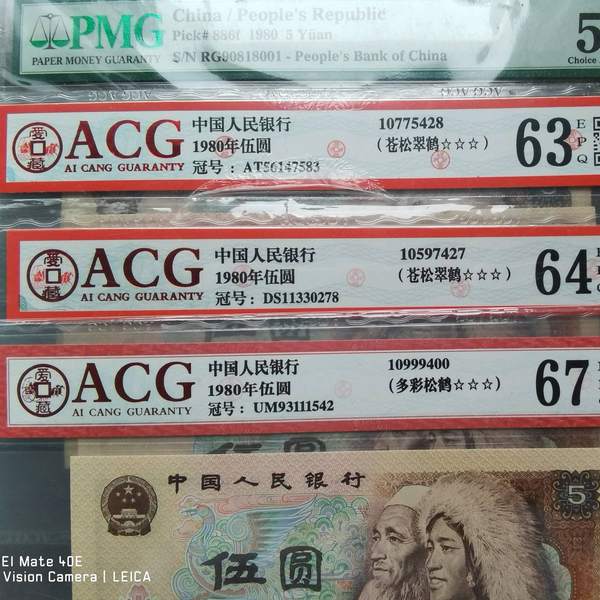 PMG
PAPER MONEY GUARANTY
China / People's Republic
Pick# 886f 1980 5 Yüan
S/N RG00818001 - People's Bank of China
5
Choice
ACG
AI CANG GUARANTY
中国人民银行
1980年伍圆
冠号：AT56147583
10775428
(苍松翠鹤☆☆☆)
63
EPQ
ACG
AI CANG GUARANTY
中国人民银行
1980年伍圆
冠号：DS11330278
10597427
(苍松翠鹤☆☆☆)
64
ACG
AI CANG GUARANTY
中国人民银行
1980年伍圆
冠号：UM93111542
10999400
(多彩松鹤☆☆☆)
67
中国人民银行
伍圆
5
EI Mate 40E
Vision Camera | LEICA